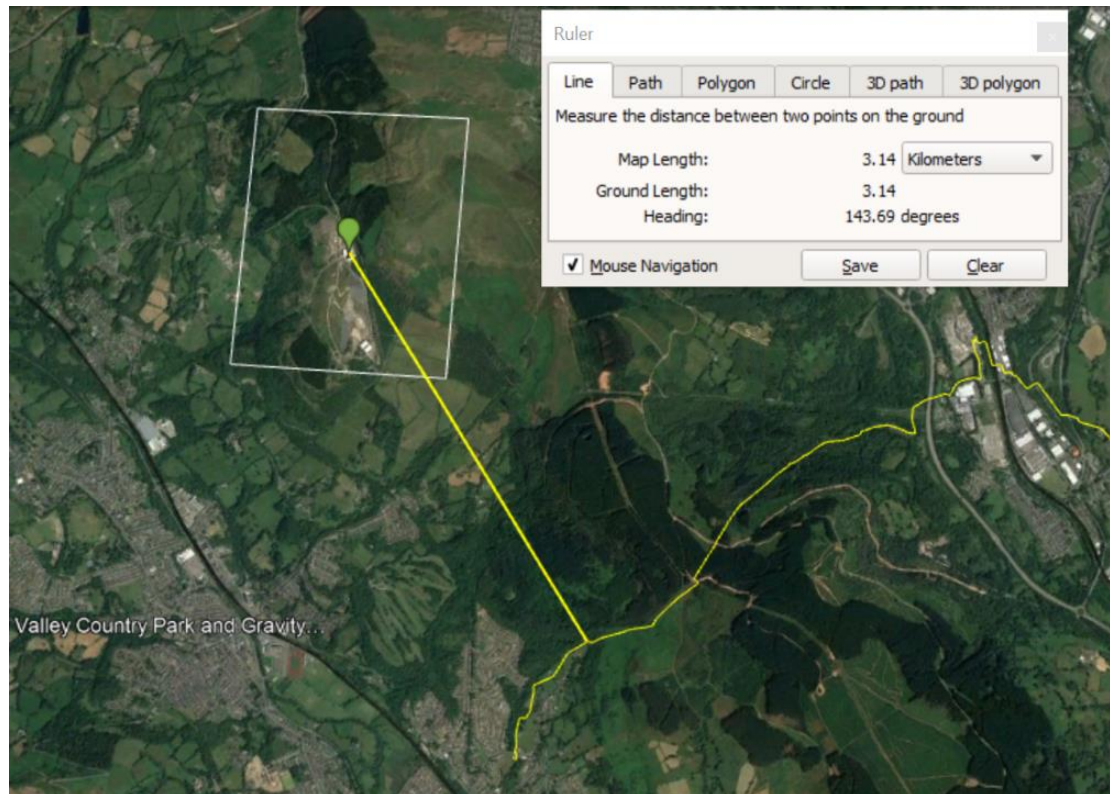 Ruler
Line Path Polygon Circle 3D path 3D polygon
Measure the distance between two points on the ground
Map Length: 3.14 Kilometers
Ground Length: 3.14
Heading: 143.69 degrees
Mouse Navigation Save Clear
Valley Country Park and Gravity...